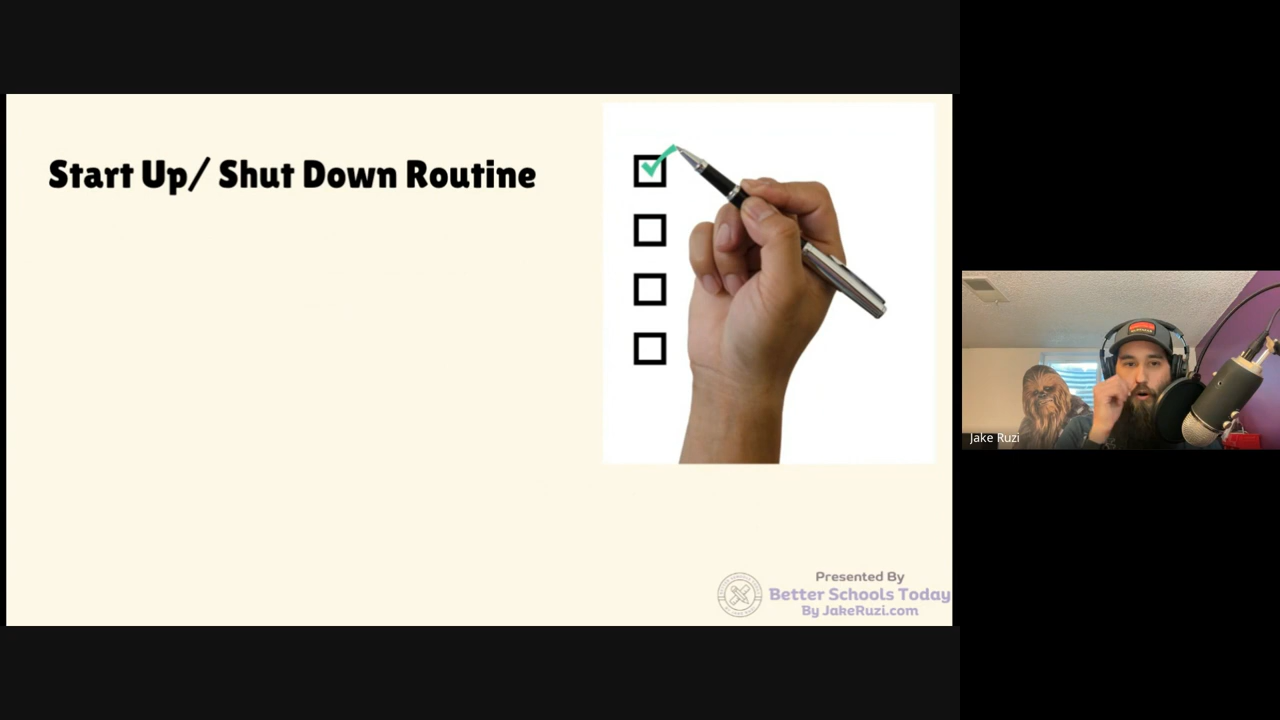 Start Up/ Shut Down Routine
Presented By
Better Schools Today
By JakeRuzi.com
Jake Ruzi